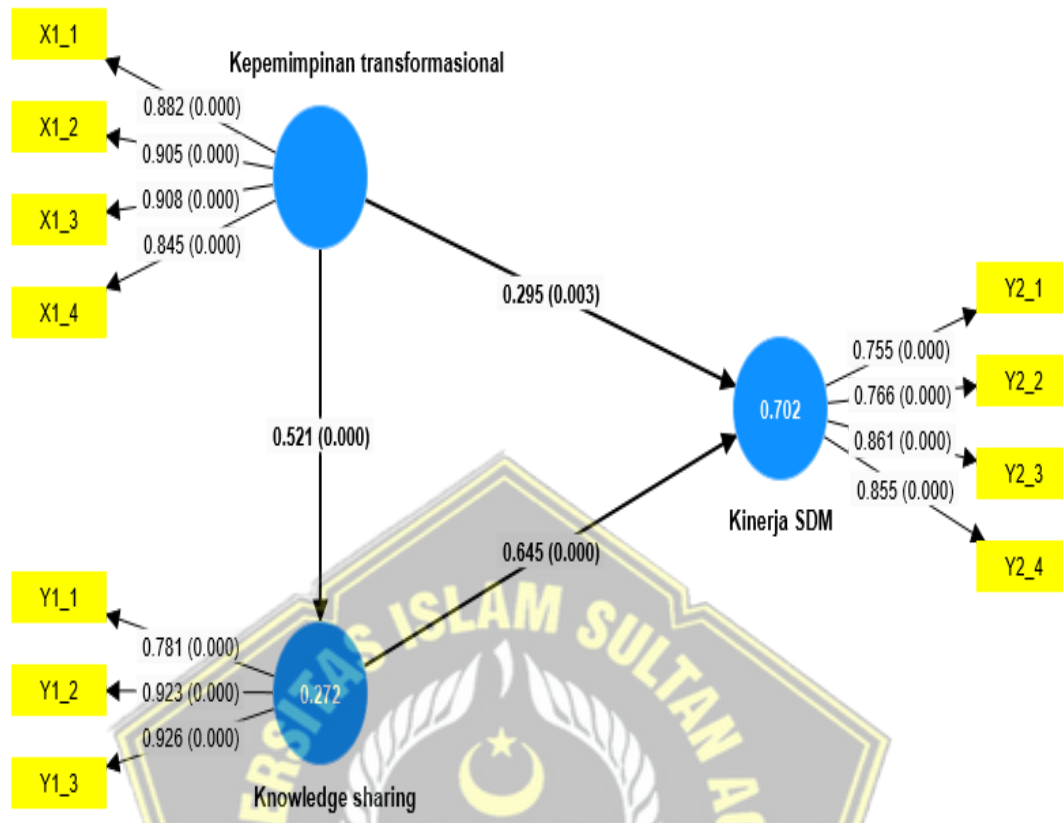 X1_1
Kepemimpinan transformasional
0.882 (0.000)
X1_2
0.905 (0.000)
0.908 (0.000)
X1_3
0.845 (0.000)
X1_4
0.295 (0.003)
Y2_1
0.755 (0.000)
Y2_2
0.766 (0.000)
0.702
0.861 (0.000)
Y2_3
0.855 (0.000)
Kinerja SDM
Y2_4
0.521 (0.000)
0.645 (0.000)
Y1_1
0.781 (0.000)
Y1_2
0.923 (0.000)
0.272
0.926 (0.000)
Y1_3
Knowledge sharing
ERSITAS ISLAM SULTAN AG